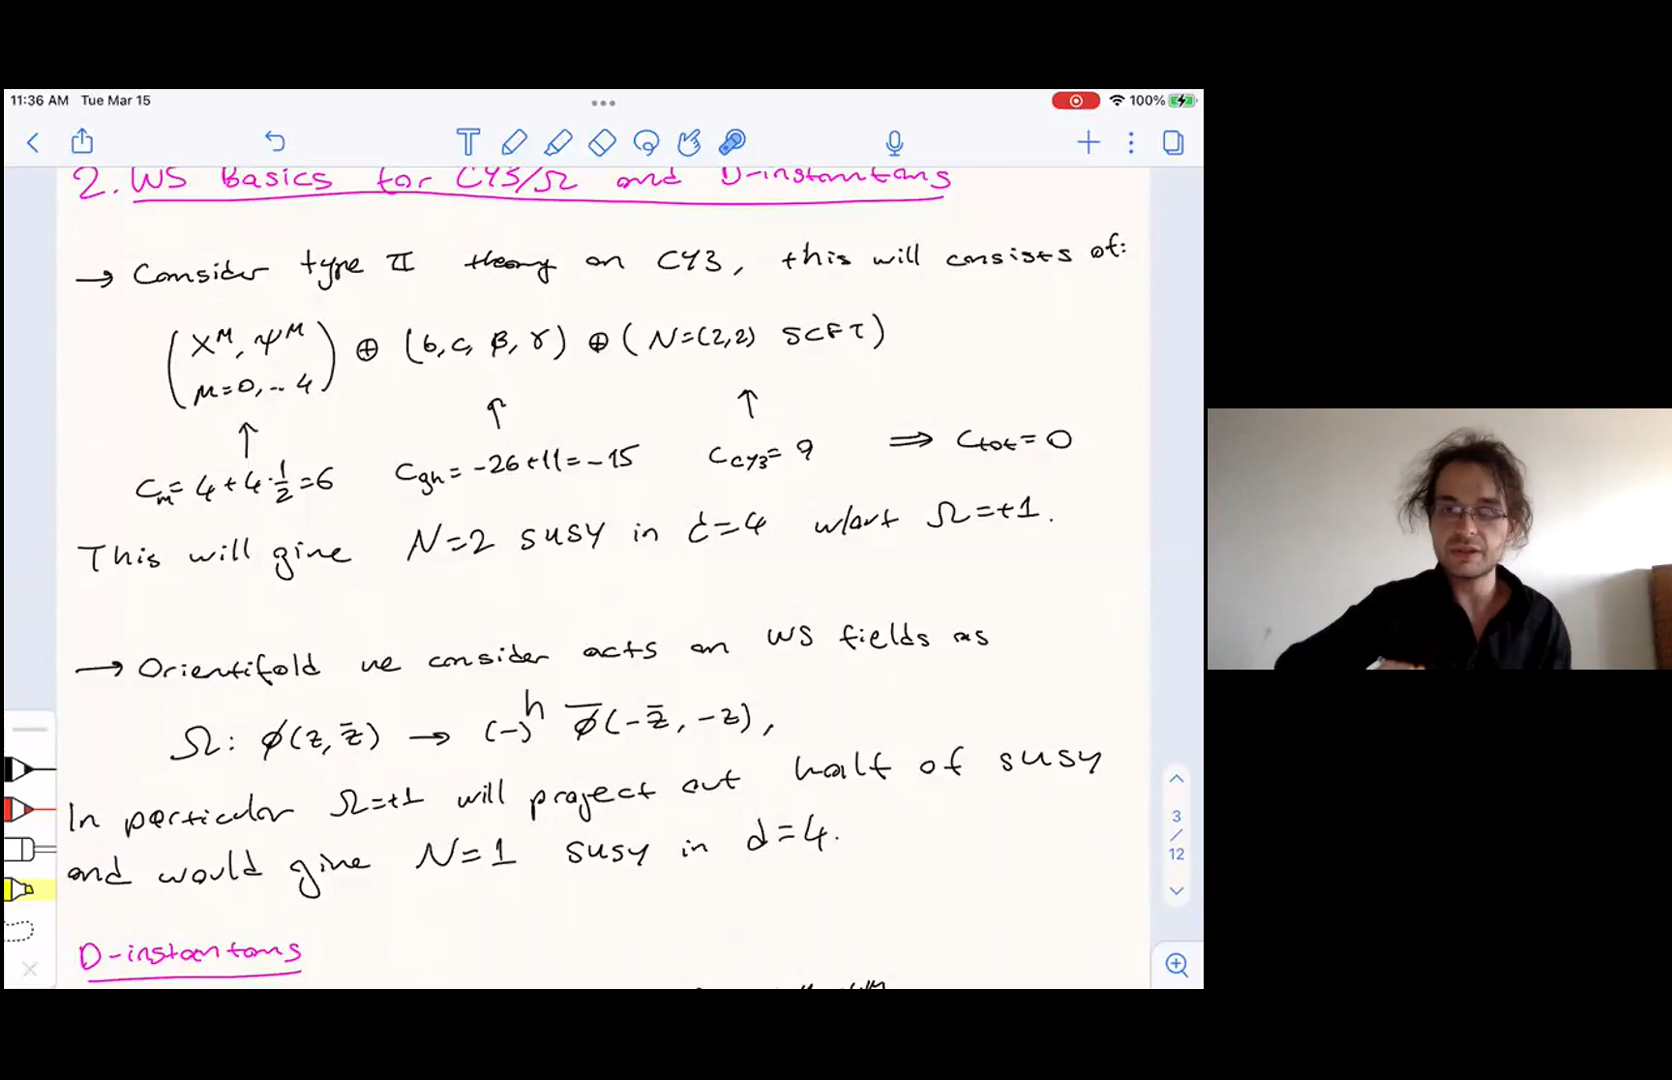 11:36 AM Tue Mar 15
100%
2. WS Basics for CY3/Ω and D-instantons
→ Consider type II theory on CY3, this will consists of:
(X^μ, ψ^μ μ=0,..4) ⊕ (b, c, β, γ) ⊕ (N=(2,2) SCFT)
↑ ↑ ↑
C_m = 4+4·1/2 = 6 C_gh = -26+11 = -15 C_CY3 = 9 ⟹ C_tot = 0
This will give N=2 SUSY in d=4 w/out Ω=+1.
→ Orientifold we consider acts on WS fields as
Ω: φ(z, z̄) → (-)^h φ̄(-z̄, -z),
In particular Ω=+1 will project out half of SUSY
and would give N=1 SUSY in d=4.
D-instantons
3
/
12